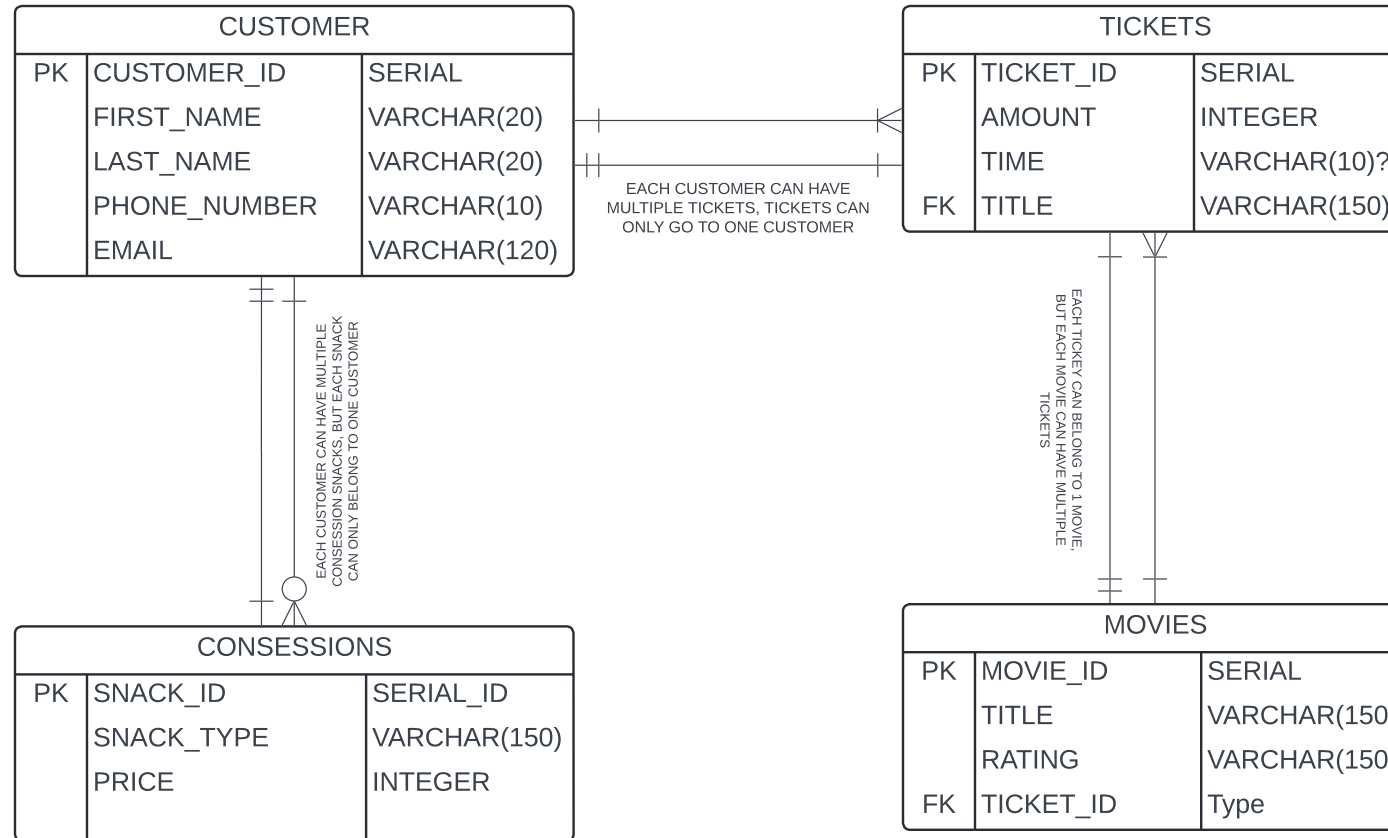 CUSTOMER
PK CUSTOMER_ID SERIAL
FIRST_NAME VARCHAR(20)
LAST_NAME VARCHAR(20)
PHONE_NUMBER VARCHAR(10)
EMAIL VARCHAR(120)
TICKETS
PK TICKET_ID SERIAL
AMOUNT INTEGER
TIME VARCHAR(10)?
FK TITLE VARCHAR(150)
EACH CUSTOMER CAN HAVE
MULTIPLE TICKETS, TICKETS CAN
ONLY GO TO ONE CUSTOMER
EACH CUSTOMER CAN HAVE MULTIPLE
CONSESSION SNACKS, BUT EACH SNACK
CAN ONLY BELONG TO ONE CUSTOMER
EACH TICKEY CAN BELONG TO 1 MOVIE,
BUT EACH MOVIE CAN HAVE MULTIPLE
TICKETS
CONSESSIONS
PK SNACK_ID SERIAL_ID
SNACK_TYPE VARCHAR(150)
PRICE INTEGER
MOVIES
PK MOVIE_ID SERIAL
TITLE VARCHAR(150
RATING VARCHAR(150
FK TICKET_ID Type